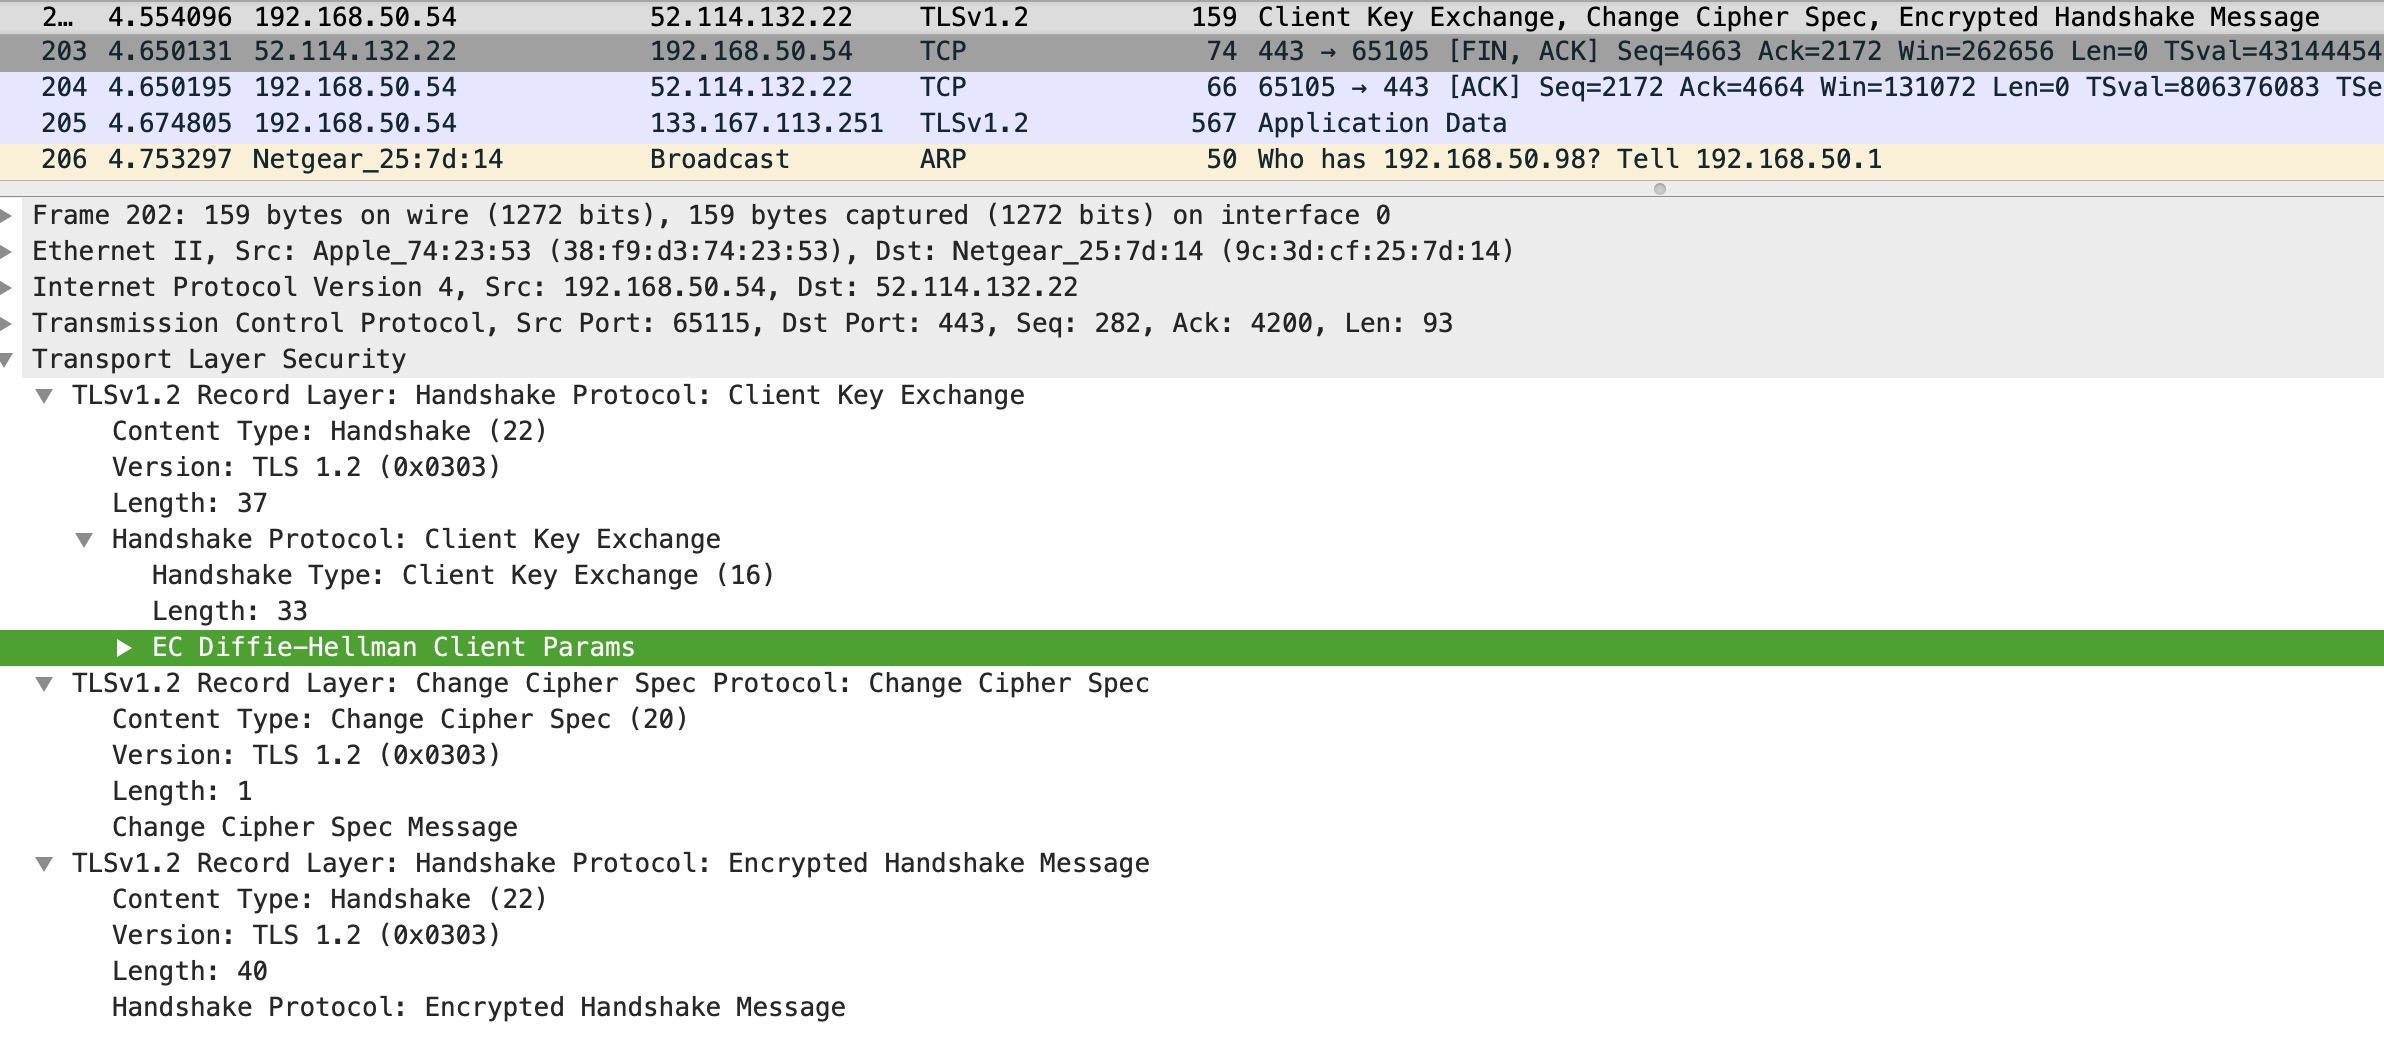 2… 4.554096 192.168.50.54 52.114.132.22 TLSv1.2 159 Client Key Exchange, Change Cipher Spec, Encrypted Handshake Message
203 4.650131 52.114.132.22 192.168.50.54 TCP 74 443 → 65105 [FIN, ACK] Seq=4663 Ack=2172 Win=262656 Len=0 TSval=43144454
204 4.650195 192.168.50.54 52.114.132.22 TCP 66 65105 → 443 [ACK] Seq=2172 Ack=4664 Win=131072 Len=0 TSval=806376083 TSe
205 4.674805 192.168.50.54 133.167.113.251 TLSv1.2 567 Application Data
206 4.753297 Netgear_25:7d:14 Broadcast ARP 50 Who has 192.168.50.98? Tell 192.168.50.1
Frame 202: 159 bytes on wire (1272 bits), 159 bytes captured (1272 bits) on interface 0
Ethernet II, Src: Apple_74:23:53 (38:f9:d3:74:23:53), Dst: Netgear_25:7d:14 (9c:3d:cf:25:7d:14)
Internet Protocol Version 4, Src: 192.168.50.54, Dst: 52.114.132.22
Transmission Control Protocol, Src Port: 65115, Dst Port: 443, Seq: 282, Ack: 4200, Len: 93
Transport Layer Security
TLSv1.2 Record Layer: Handshake Protocol: Client Key Exchange
Content Type: Handshake (22)
Version: TLS 1.2 (0x0303)
Length: 37
Handshake Protocol: Client Key Exchange
Handshake Type: Client Key Exchange (16)
Length: 33
EC Diffie-Hellman Client Params
TLSv1.2 Record Layer: Change Cipher Spec Protocol: Change Cipher Spec
Content Type: Change Cipher Spec (20)
Version: TLS 1.2 (0x0303)
Length: 1
Change Cipher Spec Message
TLSv1.2 Record Layer: Handshake Protocol: Encrypted Handshake Message
Content Type: Handshake (22)
Version: TLS 1.2 (0x0303)
Length: 40
Handshake Protocol: Encrypted Handshake Message